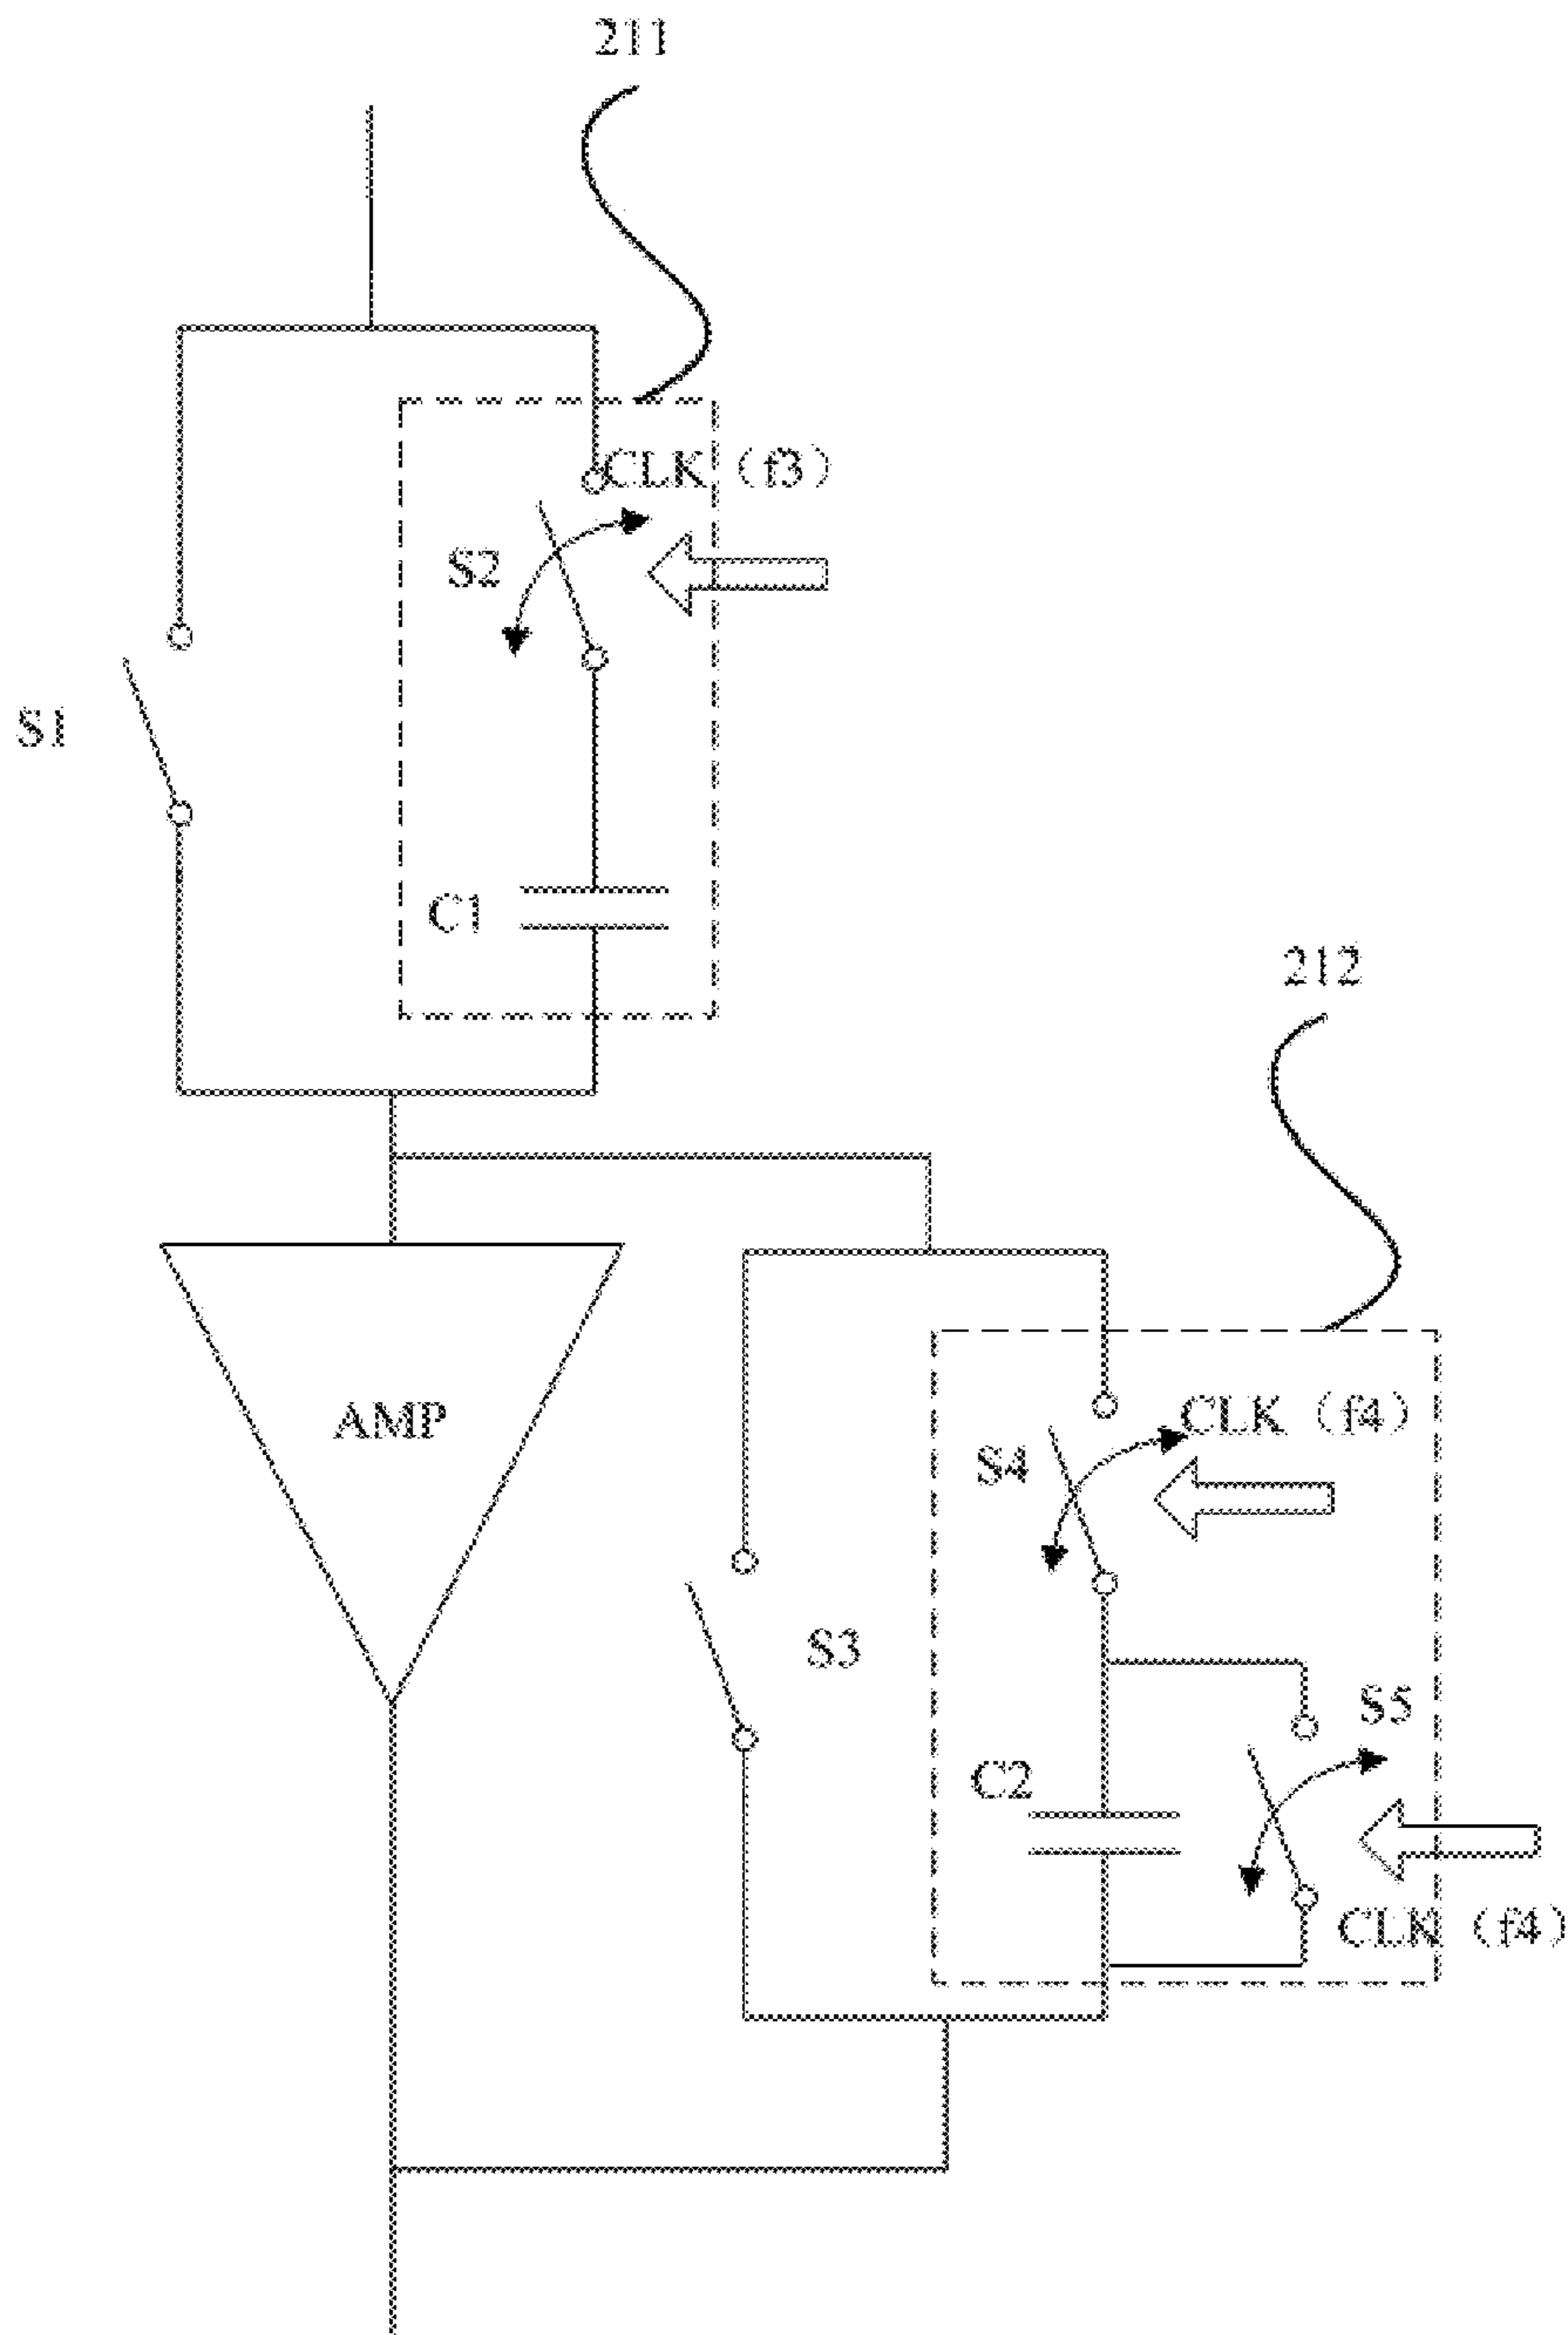 211
CLK（f3）
S2
S1
C1
212
AMP
CLK（f4）
S4
S3
S5
C2
CLK（f4）